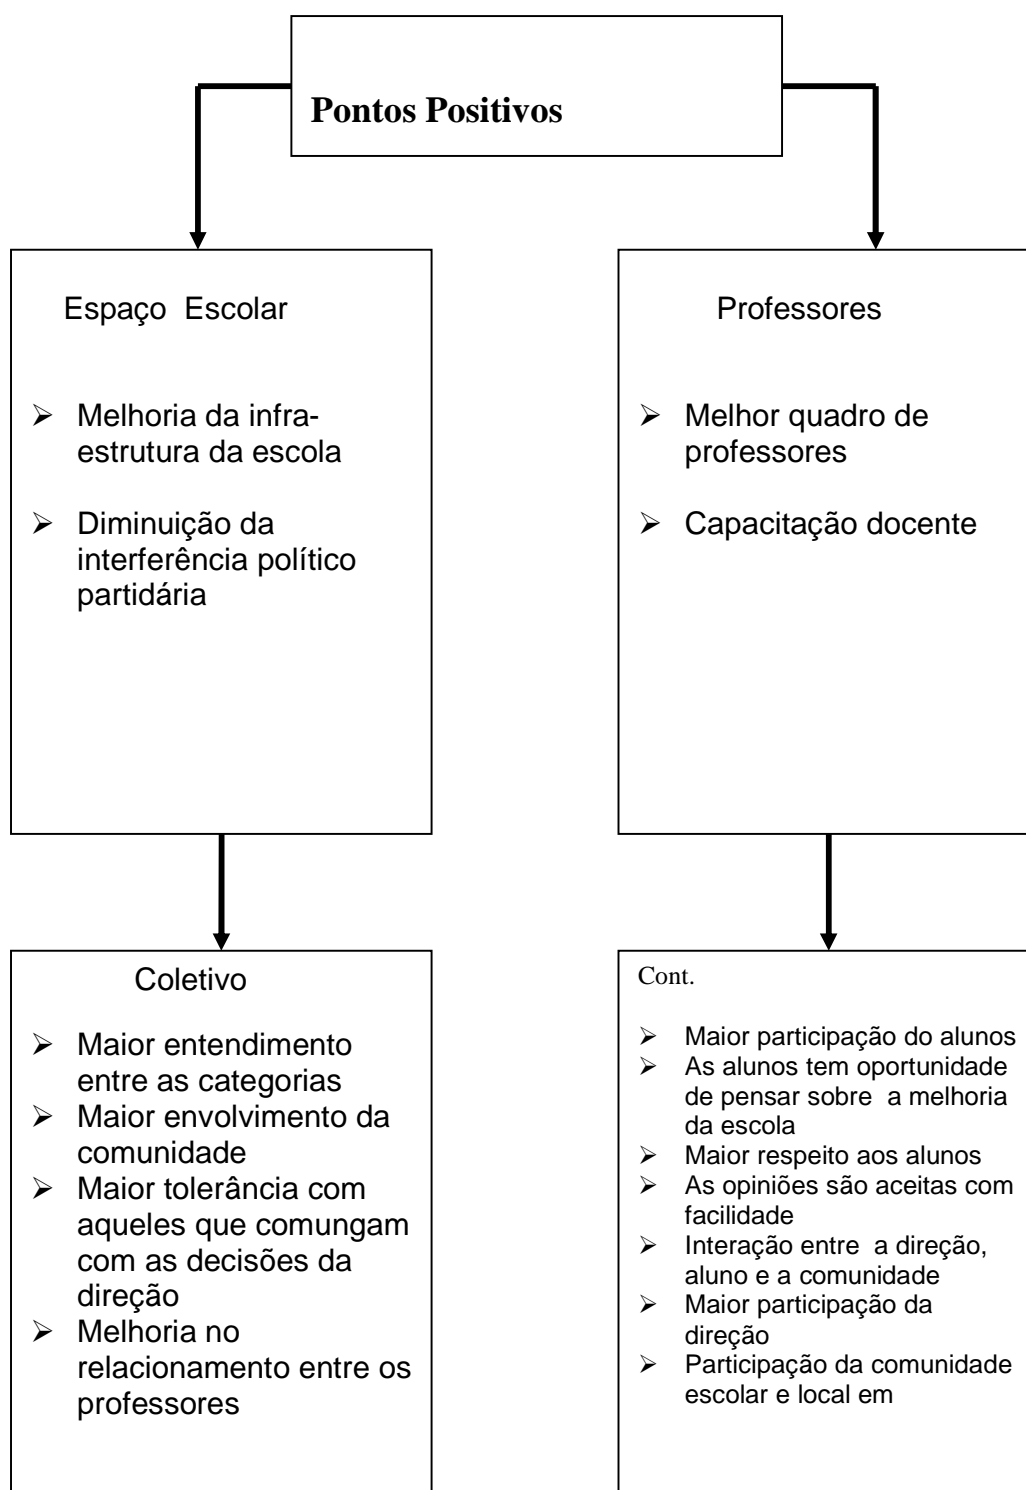 Pontos Positivos
Espaço Escolar
➢ Melhoria da infra-
estrutura da escola
➢ Diminuição da
interferência político
partidária
Professores
➢ Melhor quadro de
professores
➢ Capacitação docente
Coletivo
➢ Maior entendimento
entre as categorias
➢ Maior envolvimento da
comunidade
➢ Maior tolerância com
aqueles que comungam
com as decisões da
direção
➢ Melhoria no
relacionamento entre os
professores
Cont.
➢ Maior participação do alunos
➢ As alunos tem oportunidade
de pensar sobre a melhoria
da escola
➢ Maior respeito aos alunos
➢ As opiniões são aceitas com
facilidade
➢ Interação entre a direção,
aluno e a comunidade
➢ Maior participação da
direção
➢ Participação da comunidade
escolar e local em